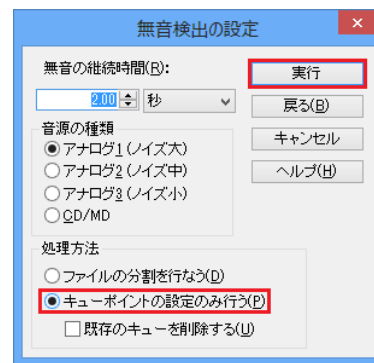 無音検出の設定
無音の継続時間(R):
2.00 秒
音源の種類
アナログ1(ノイズ大)
アナログ2(ノイズ中)
アナログ3(ノイズ小)
CD/MD
処理方法
ファイルの分割を行なう(D)
キューポイントの設定のみ行う(P)
既存のキューを削除する(U)
実行
戻る(B)
キャンセル
ヘルプ(H)